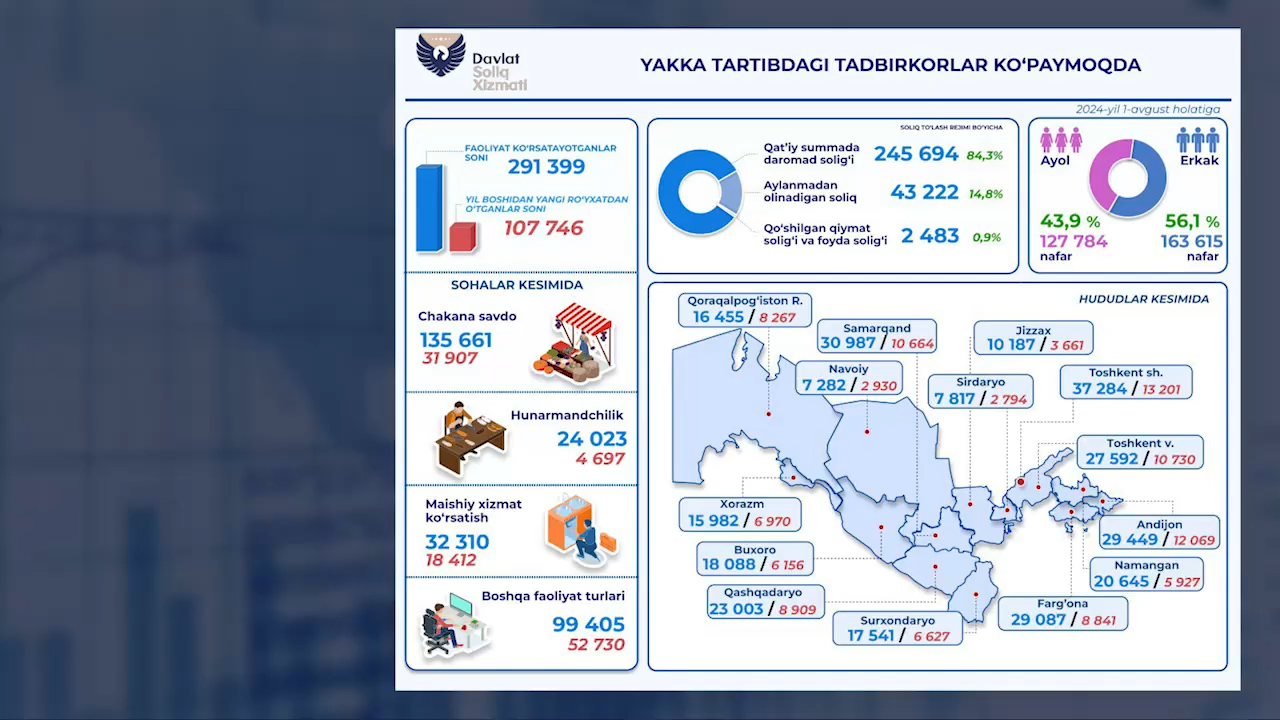 Davlat
Soliq
Xizmati
YAKKA TARTIBDAGI TADBIRKORLAR KO‘PAYMOQDA
2024-yil 1-avgust holatiga
FAOLIYAT KO‘RSATAYOTGANLAR
SONI
291 399
YIL BOSHIDAN YANGI RO‘YXATDAN
O‘TGANLAR SONI
107 746
SOHALAR KESIMIDA
Chakana savdo
135 661
31 907
Hunarmandchilik
24 023
4 697
Maishiy xizmat
ko‘rsatish
32 310
18 412
Boshqa faoliyat turlari
99 405
52 730
SOLIQ TO‘LASH REJIMI BO‘YICHA
Qat’iy summada
daromad solig‘i
245 694 84,3%
Aylanmadan
olinadigan soliq
43 222 14,8%
Qo‘shilgan qiymat
solig‘i va foyda solig‘i
2 483 0,9%
Ayol
43,9 %
127 784
nafar
Erkak
56,1 %
163 615
nafar
HUDUDLAR KESIMIDA
Qoraqalpog‘iston R.
16 455 / 8 267
Samarqand
30 987 / 10 664
Jizzax
10 187 / 3 661
Navoiy
7 282 / 2 930
Sirdaryo
7 817 / 2 794
Toshkent sh.
37 284 / 13 201
Toshkent v.
27 592 / 10 730
Xorazm
15 982 / 6 970
Andijon
29 449 / 12 069
Buxoro
18 088 / 6 156
Namangan
20 645 / 5 927
Qashqadaryo
23 003 / 8 909
Farg’ona
29 087 / 8 841
Surxondaryo
17 541 / 6 627